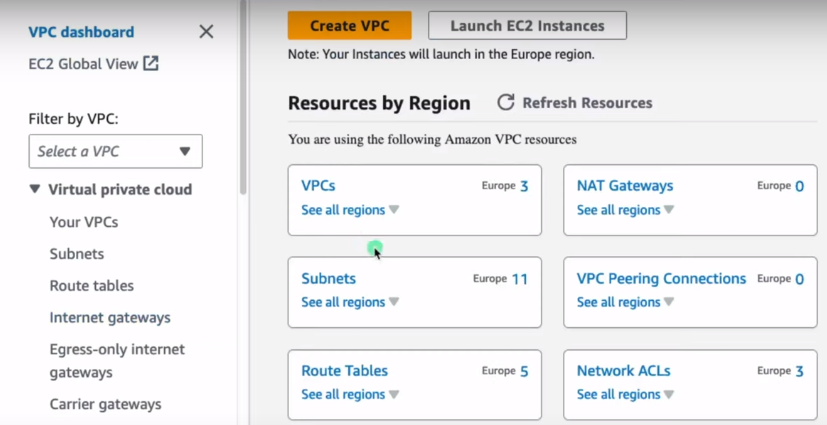 VPC dashboard
EC2 Global View
Filter by VPC:
Select a VPC
Virtual private cloud
Your VPCs
Subnets
Route tables
Internet gateways
Egress-only internet
gateways
Carrier gateways
Create VPC
Launch EC2 Instances
Note: Your Instances will launch in the Europe region.
Resources by Region
Refresh Resources
You are using the following Amazon VPC resources
VPCs Europe 3
See all regions
NAT Gateways Europe 0
See all regions
Subnets Europe 11
See all regions
VPC Peering Connections Europe 0
See all regions
Route Tables Europe 5
See all regions
Network ACLs Europe 3
See all regions